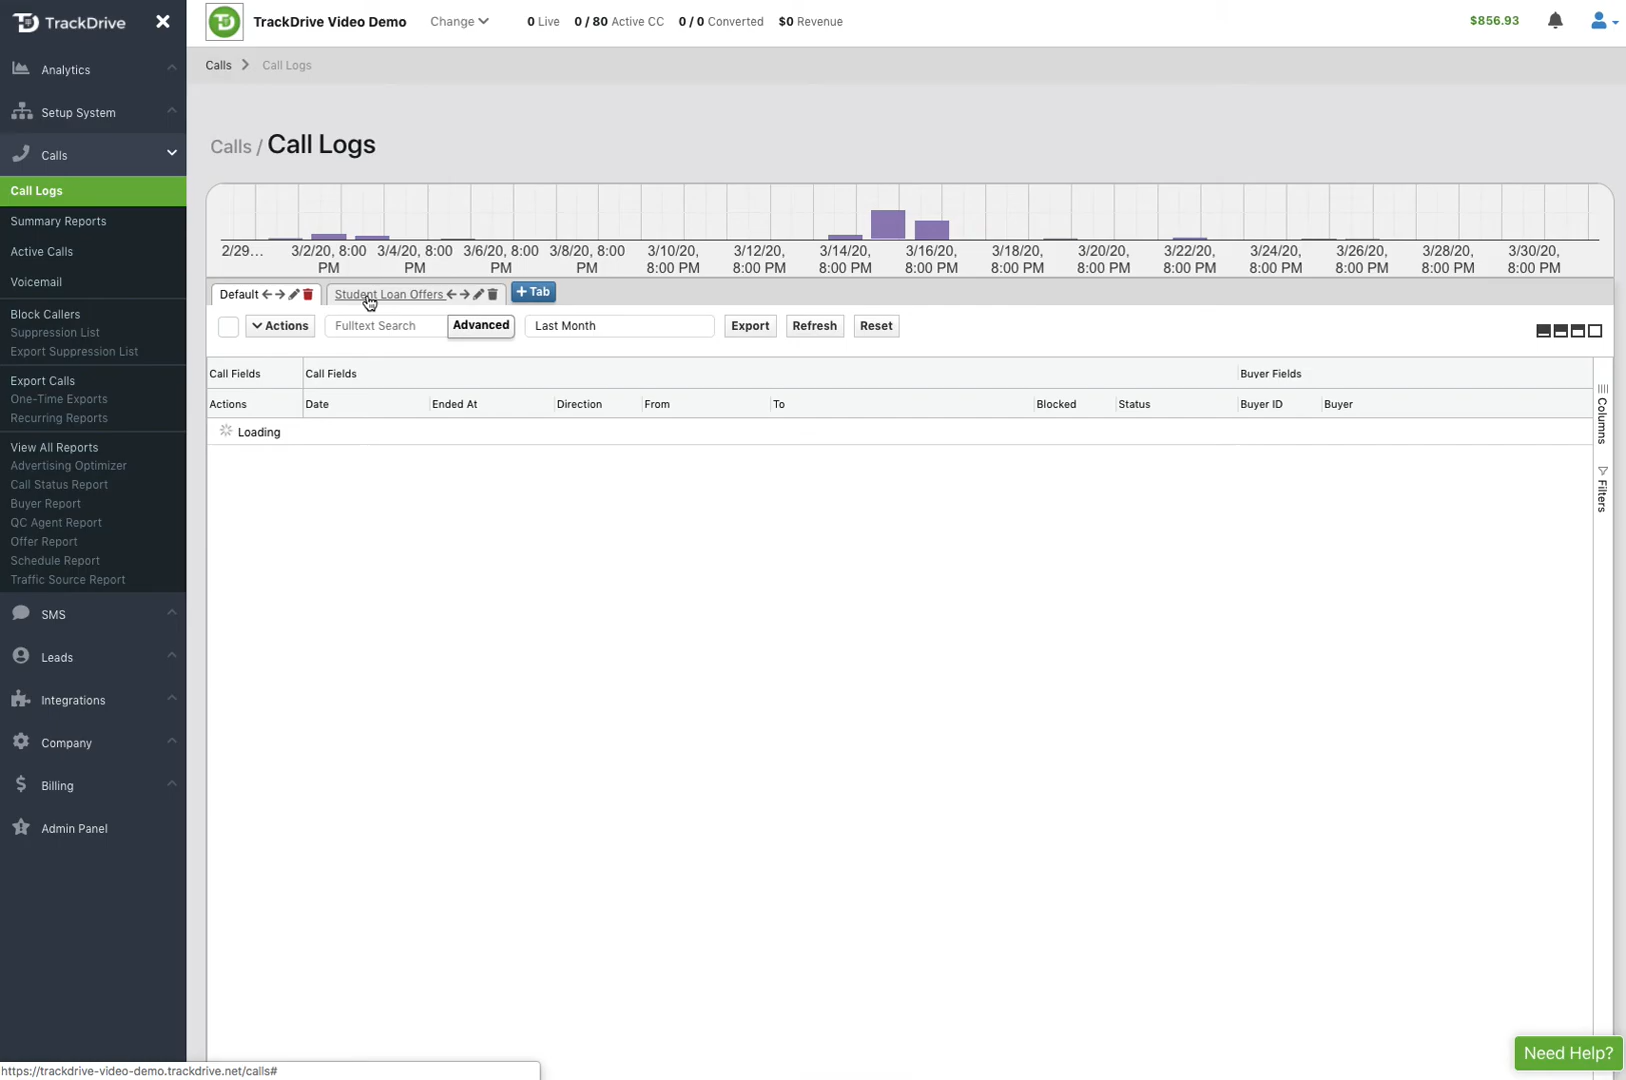 TrackDrive
TrackDrive Video Demo
Change
0 Live
0 / 80 Active CC
0 / 0 Converted
$0 Revenue
$856.93
Analytics
Setup System
Calls
Call Logs
Summary Reports
Active Calls
Voicemail
Block Callers
Suppression List
Export Suppression List
Export Calls
One-Time Exports
Recurring Reports
View All Reports
Advertising Optimizer
Call Status Report
Buyer Report
QC Agent Report
Offer Report
Schedule Report
Traffic Source Report
SMS
Leads
Integrations
Company
Billing
Admin Panel
Calls
Call Logs
Calls / Call Logs
2/29...
3/2/20, 8:00 PM
3/4/20, 8:00 PM
3/6/20, 8:00 PM
3/8/20, 8:00 PM
3/10/20, 8:00 PM
3/12/20, 8:00 PM
3/14/20, 8:00 PM
3/16/20, 8:00 PM
3/18/20, 8:00 PM
3/20/20, 8:00 PM
3/22/20, 8:00 PM
3/24/20, 8:00 PM
3/26/20, 8:00 PM
3/28/20, 8:00 PM
3/30/20, 8:00 PM
Default
Student Loan Offers
+ Tab
Actions
Fulltext Search
Advanced
Last Month
Export
Refresh
Reset
Call Fields
Call Fields
Buyer Fields
Actions
Date
Ended At
Direction
From
To
Blocked
Status
Buyer ID
Buyer
Loading
Columns
Filters
Need Help?
https://trackdrive-video-demo.trackdrive.net/calls#